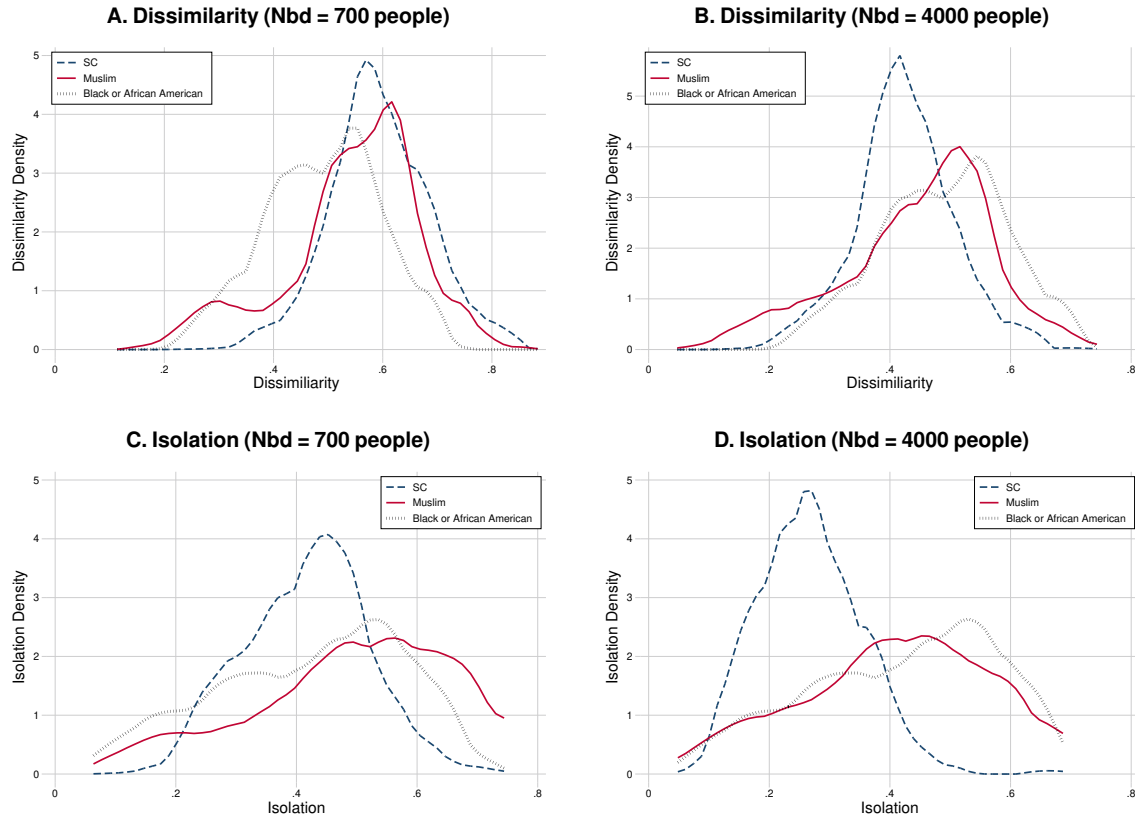 A. Dissimilarity (Nbd = 700 people)
5
4
3
2
1
0
Dissimilarity Density
SC
Muslim
Black or African American
0
.2
.4
.6
.8
Dissimiliarity
B. Dissimilarity (Nbd = 4000 people)
5
4
3
2
1
0
Dissimilarity Density
SC
Muslim
Black or African American
0
.2
.4
.6
.8
Dissimiliarity
C. Isolation (Nbd = 700 people)
5
4
3
2
1
0
Isolation Density
SC
Muslim
Black or African American
0
.2
.4
.6
.8
Isolation
D. Isolation (Nbd = 4000 people)
5
4
3
2
1
0
Isolation Density
SC
Muslim
Black or African American
0
.2
.4
.6
.8
Isolation